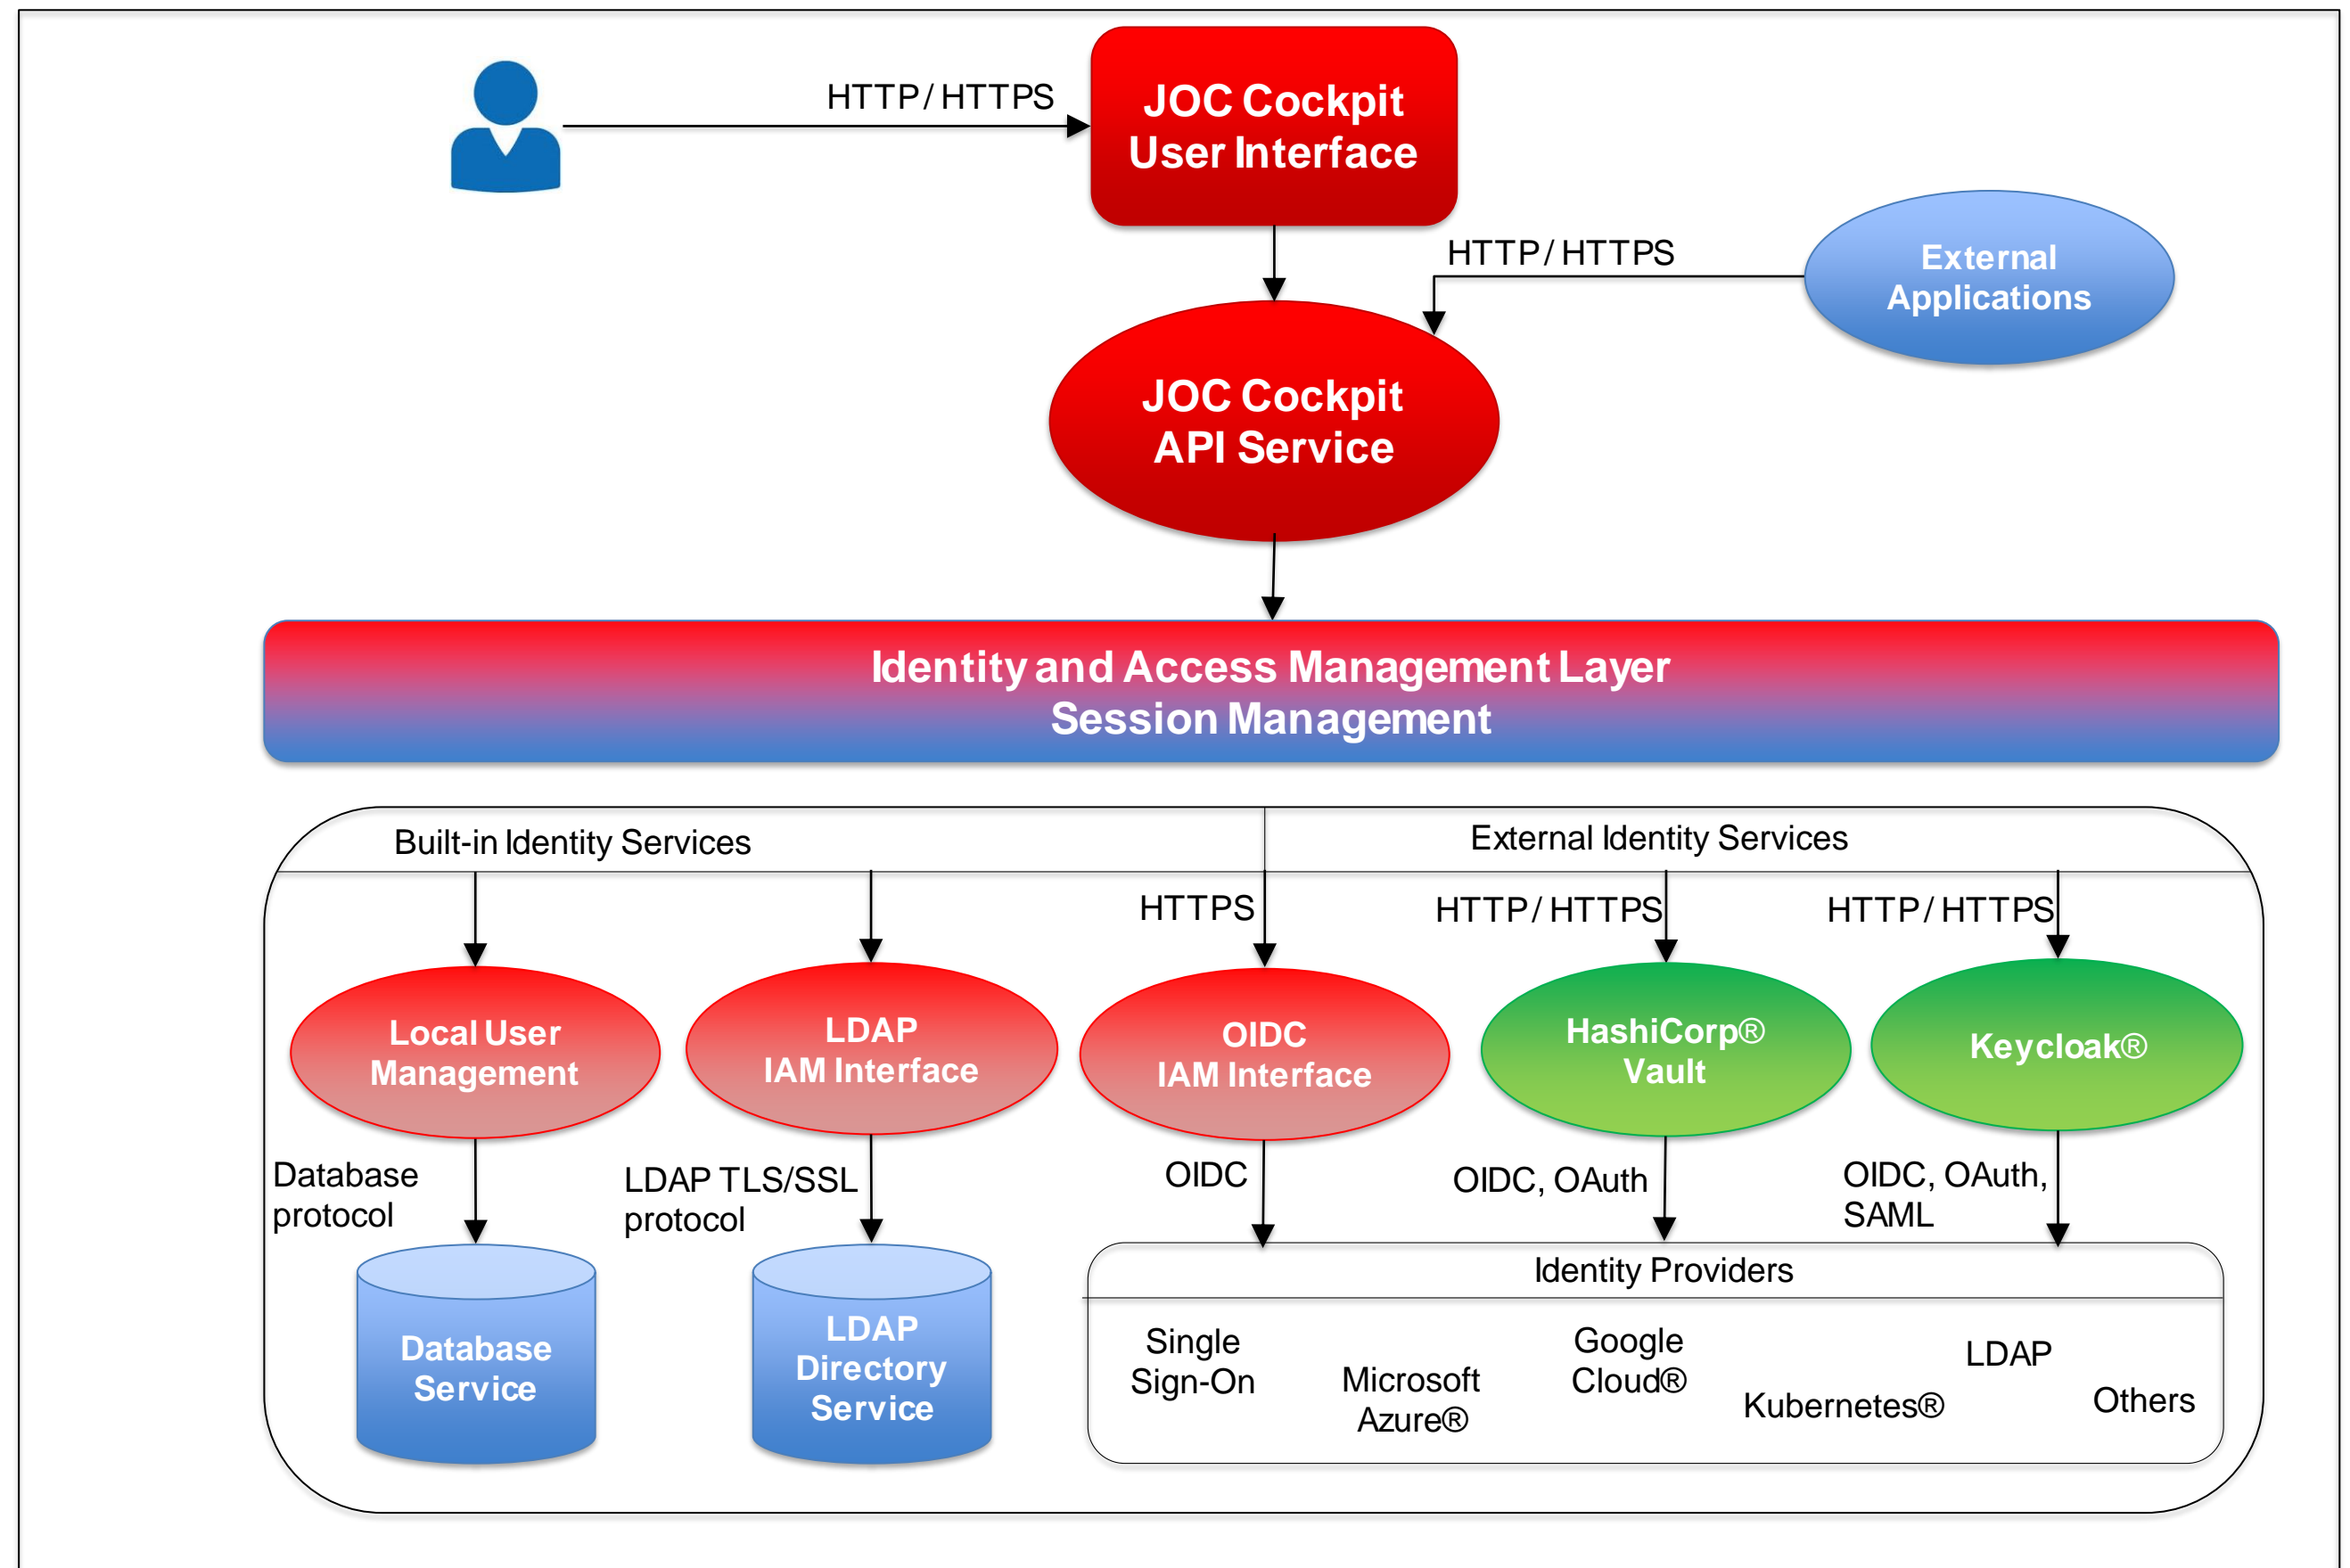 HTTP / HTTPS
JOC Cockpit
User Interface
HTTP / HTTPS
External
Applications
JOC Cockpit
API Service
Identity and Access Management Layer
Session Management
Built-in Identity Services
External Identity Services
HTTPS
HTTP / HTTPS
HTTP / HTTPS
Local User
Management
LDAP
IAM Interface
OIDC
IAM Interface
HashiCorp®
Vault
Keycloak®
Database
protocol
LDAP TLS/SSL
protocol
OIDC
OIDC, OAuth
OIDC, OAuth,
SAML
Database
Service
LDAP
Directory
Service
Identity Providers
Single
Sign-On
Microsoft
Azure®
Google
Cloud®
Kubernetes®
LDAP
Others